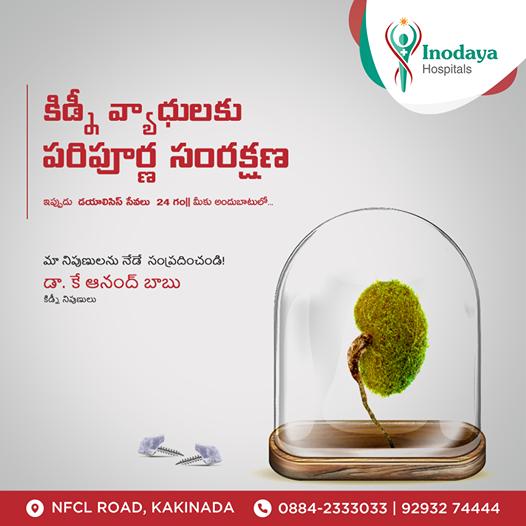 Inodaya
Hospitals
కిడ్నీ వ్యాధులకు
పరిపూర్ణ సంరక్షణ
ఇప్పుడు డయాలిసిస్ సేవలు 24 గం|| మీకు అందుబాటులో...
మా నిపుణులను నేడే సంప్రదించండి!
డా. కే ఆనంద్ బాబు
కిడ్నీ నిపుణులు
NFCL ROAD, KAKINADA
0884-2333033 | 92932 74444